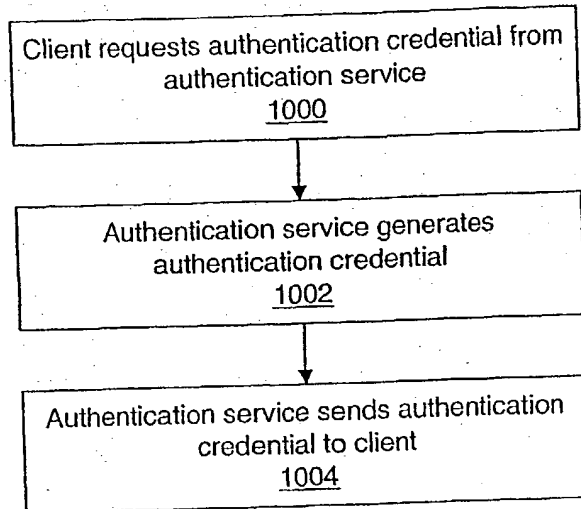 Client requests authentication credential from
authentication service
1000
Authentication service generates
authentication credential
1002
Authentication service sends authentication
credential to client
1004